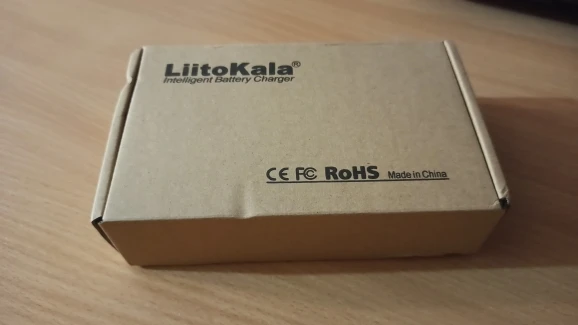 LiitoKala®
Intelligent Battery Charger
CE FC RoHS Made in China